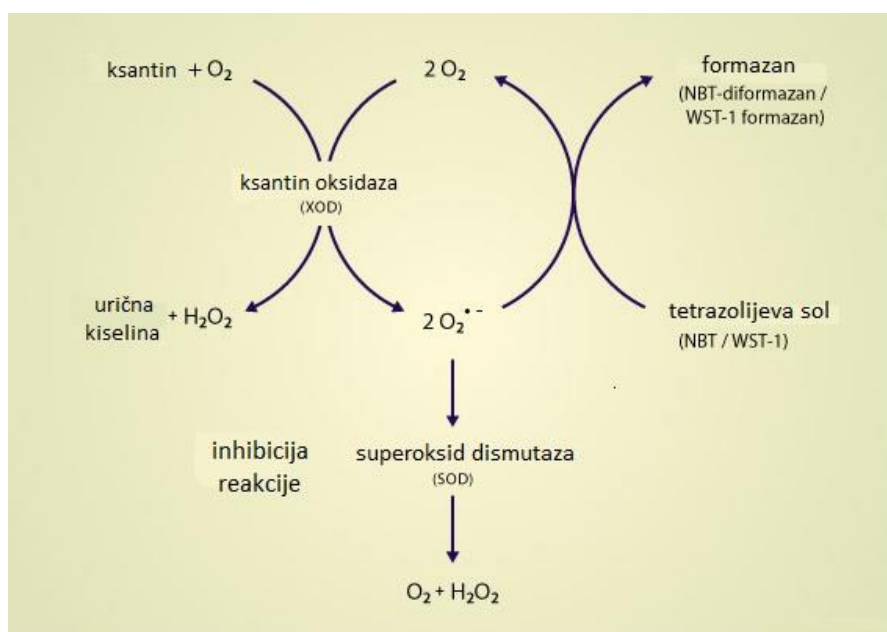 ksantin + O₂
2 O₂
formazan
(NBT-diformazan /
WST-1 formazan)
ksantin oksidaza
(XOD)
urična
kiselina
+ H₂O₂
2 O₂•-
tetrazolijeva sol
(NBT / WST-1)
inhibicija
reakcije
superoksid dismutaza
(SOD)
O₂ + H₂O₂